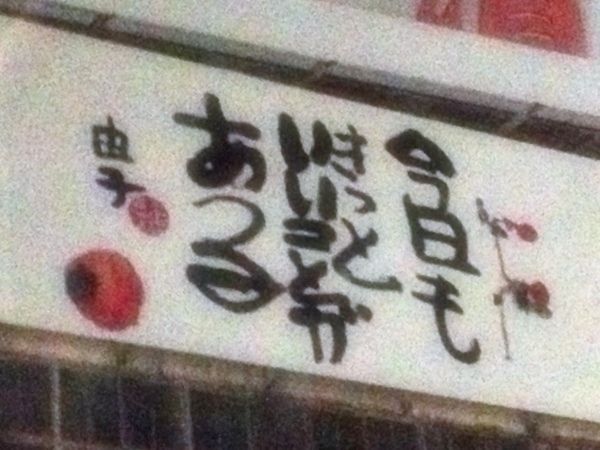 今日も
きっと
いいことが
ある
由子